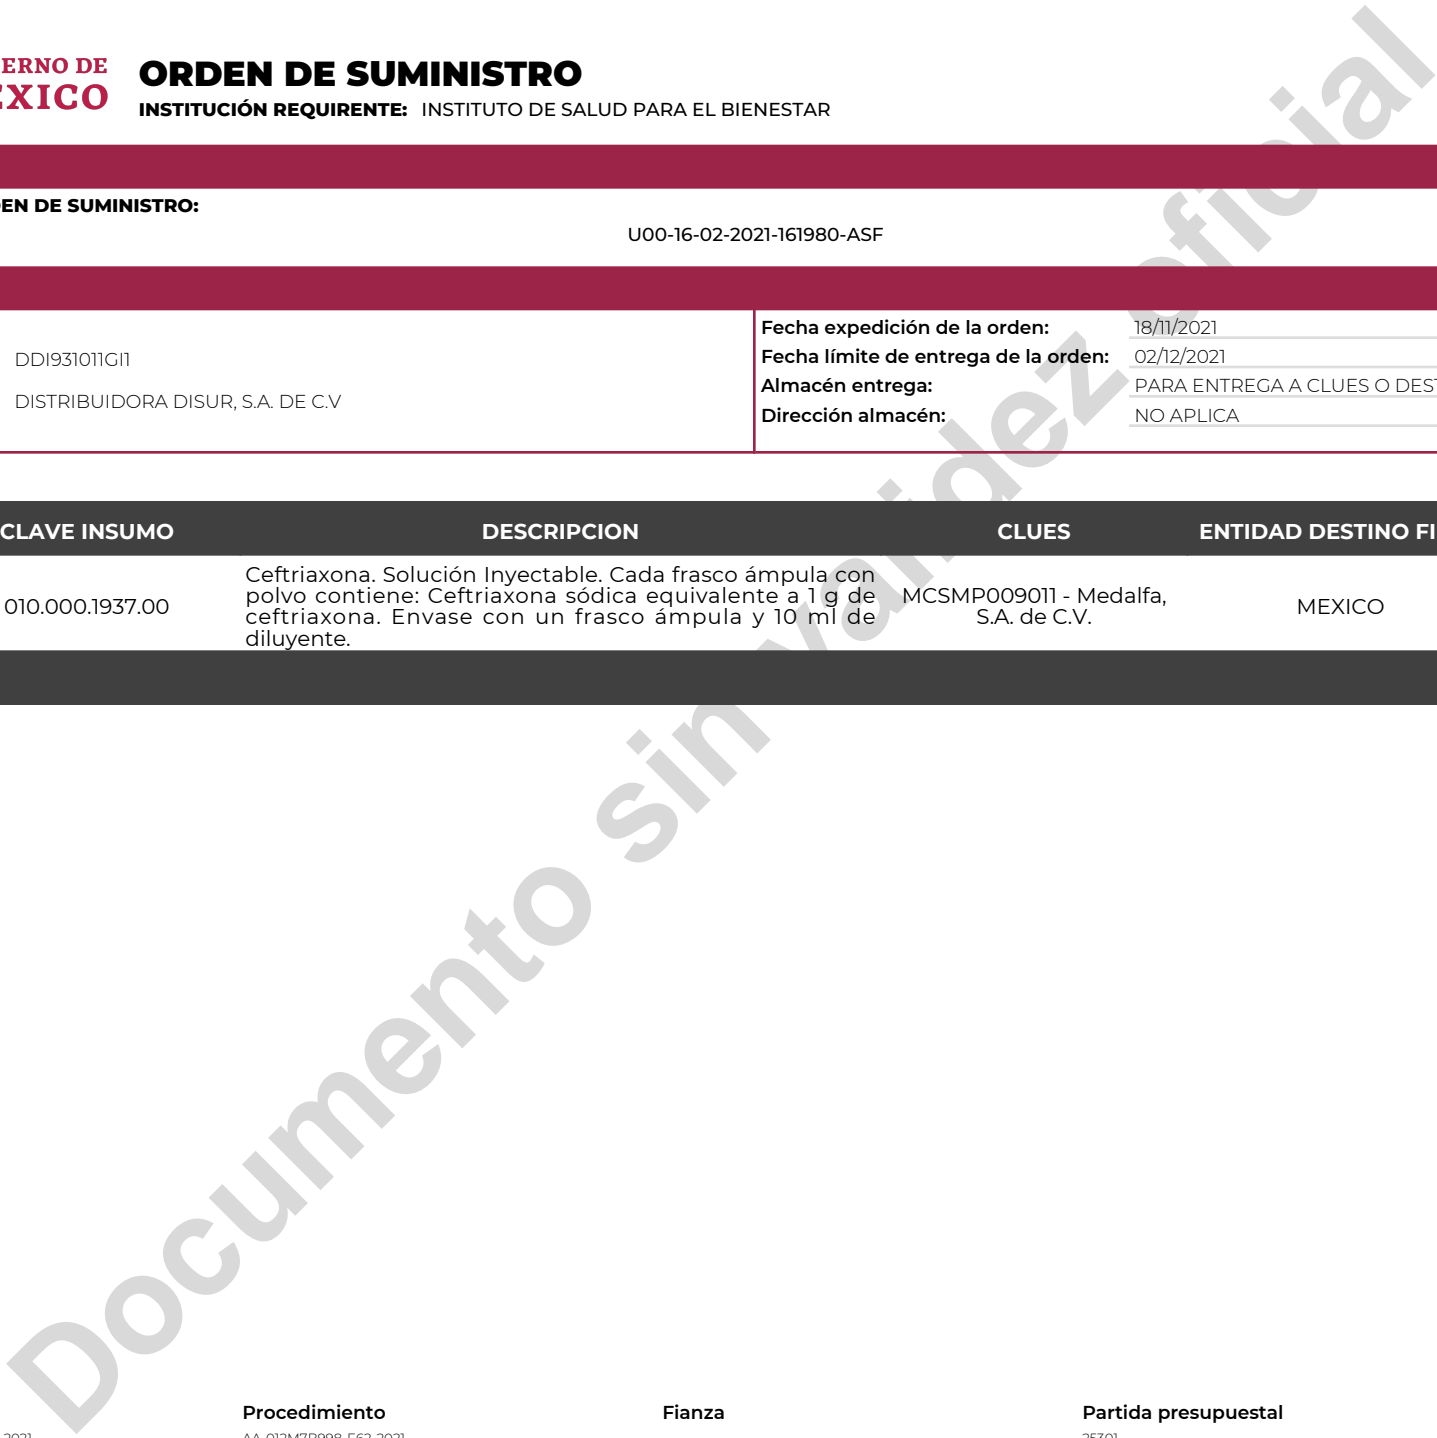 ERNO DE
EXICO
ORDEN DE SUMINISTRO
INSTITUCIÓN REQUIRENTE: INSTITUTO DE SALUD PARA EL BIENESTAR
EN DE SUMINISTRO:
U00-16-02-2021-161980-ASF
DDI931011GI1
DISTRIBUIDORA DISUR, S.A. DE C.V
Fecha expedición de la orden: 18/11/2021
Fecha límite de entrega de la orden: 02/12/2021
Almacén entrega: PARA ENTREGA A CLUES O DEST
Dirección almacén: NO APLICA
CLAVE INSUMO DESCRIPCION CLUES ENTIDAD DESTINO FI
010.000.1937.00
Ceftriaxona. Solución Inyectable. Cada frasco ámpula con
polvo contiene: Ceftriaxona sódica equivalente a 1 g de
ceftriaxona. Envase con un frasco ámpula y 10 ml de
diluyente.
MCSMP009011 - Medalfa,
S.A. de C.V.
MEXICO
Documento sin validez oficial
Procedimiento Fianza Partida presupuestal